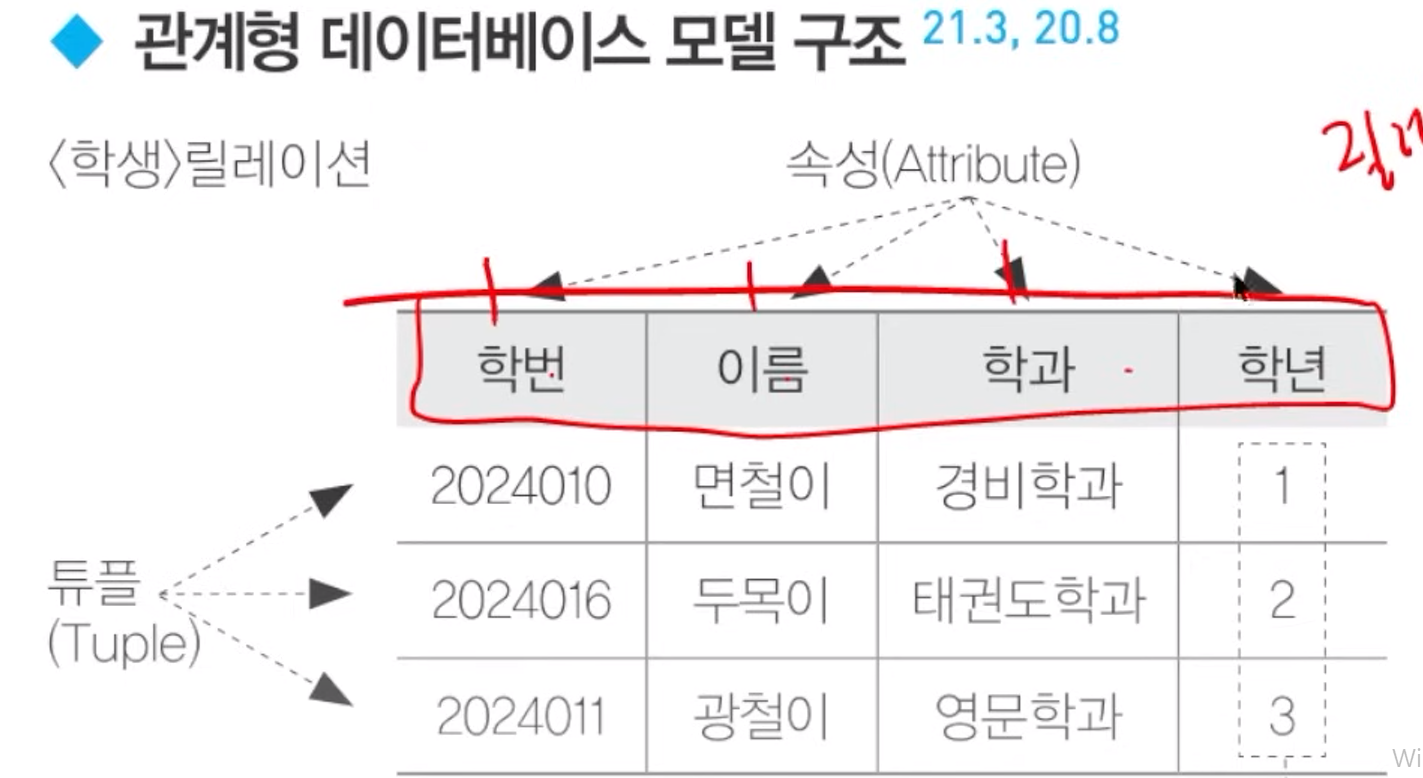 ◆ 관계형 데이터베이스 모델 구조 21.3, 20.8
〈학생〉릴레이션
속성(Attribute)
학번 이름 학과 학년
2024010 면철이 경비학과 1
튜플
(Tuple)
2024016 두목이 태권도학과 2
2024011 광철이 영문학과 3
Wi